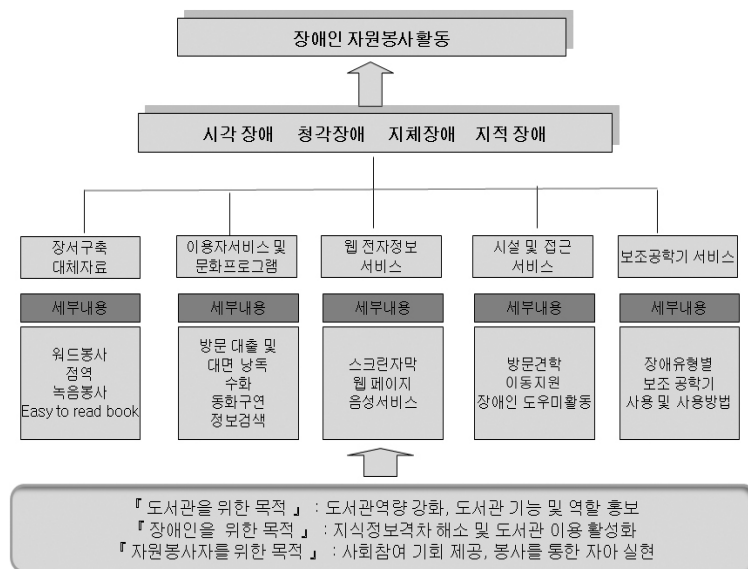 장애인 자원봉사 활동
시각 장애 청각장애 지체장애 지적 장애
장서구축
대체자료
이용자서비스 및
문화프로그램
웹 전자정보
서비스
시설 및 접근
서비스
보조공학기 서비스
세부내용
세부내용
세부내용
세부내용
세부내용
워드봉사
점역
녹음봉사
Easy to read book
방문 대출 및
대면 낭독
수화
동화구연
정보검색
스크린자막
웹 페이지
음성서비스
방문견학
이동지원
장애인 도우미활동
장애유형별
보조 공학기
사용 및 사용방법
『 도서관을 위한 목적 』 : 도서관역량 강화, 도서관 기능 및 역할 홍보
『 장애인을 위한 목적 』 : 지식정보격차 해소 및 도서관 이용 활성화
『 자원봉사자를 위한 목적 』 : 사회참여 기회 제공, 봉사를 통한 자아 실현